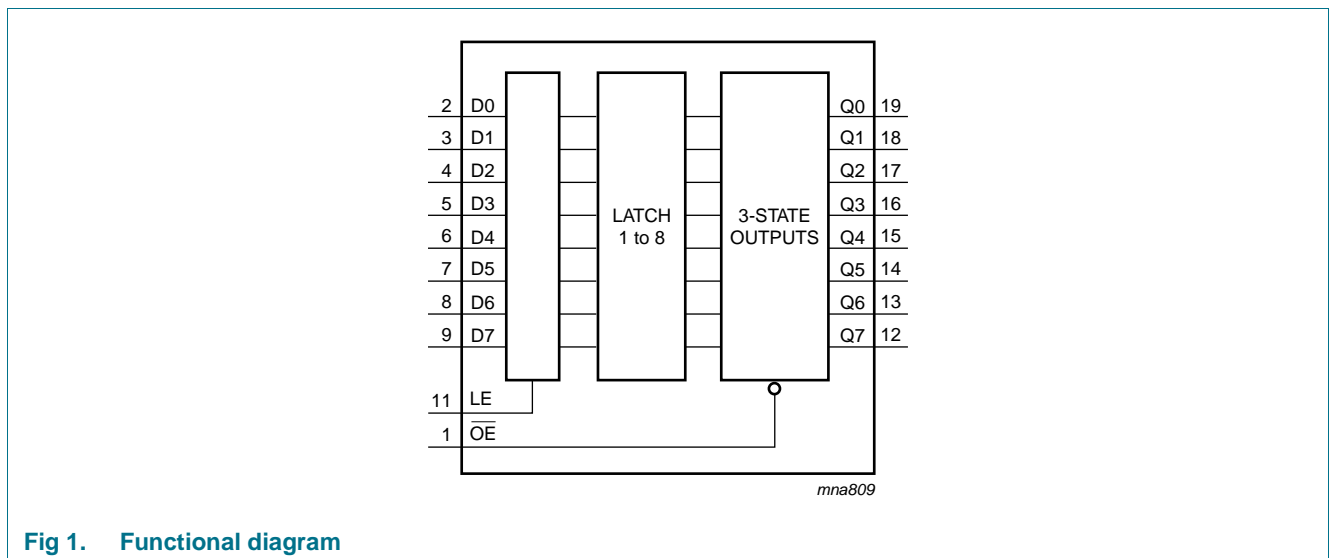 2 D0 Q0 19
3 D1 Q1 18
4 D2 Q2 17
5 D3 Q3 16
6 D4 Q4 15
7 D5 Q5 14
8 D6 Q6 13
9 D7 Q7 12
LATCH
1 to 8
3-STATE
OUTPUTS
11 LE
1 O̅E̅
mna809
Fig 1. Functional diagram